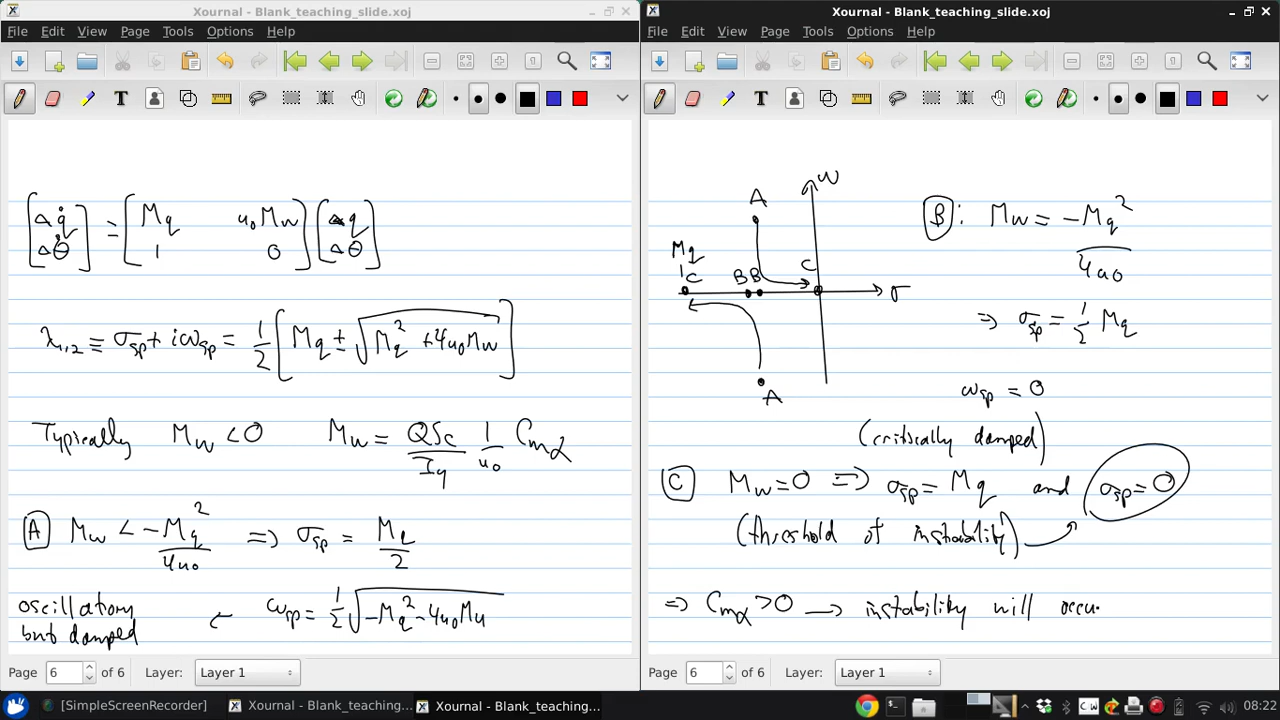 Xournal - Blank_teaching_slide.xoj
File Edit View Page Tools Options Help
[Δq̇ Δθ̇] = [Mq u₀Mw 1 0] [Δq Δθ]
λ₁,₂ = σsp + iωsp = 1/2 [Mq ± √(Mq² + 4u₀Mw)]
Typically Mw < 0 Mw = QSc/Iy 1/u₀ Cmα
A Mw < -Mq²/4u₀ => σsp = Mq/2
oscillatory but damped ← ωsp = 1/2 √(-Mq² - 4u₀Mw)
Page 6 of 6 Layer: Layer 1
Xournal - Blank_teaching_slide.xoj
File Edit View Page Tools Options Help
ω
A
Mq
C B B C
σ
A
B: Mw = -Mq²/4u₀
=> σsp = 1/2 Mq
ωsp = 0
(critically damped)
C Mw = 0 => σsp = Mq and σsp = 0
(threshold of instability)
=> Cmα > 0 → instability will occu
Page 6 of 6 Layer: Layer 1
[SimpleScreenRecorder] Xournal - Blank_teaching... Xournal - Blank_teaching... CW 08:22